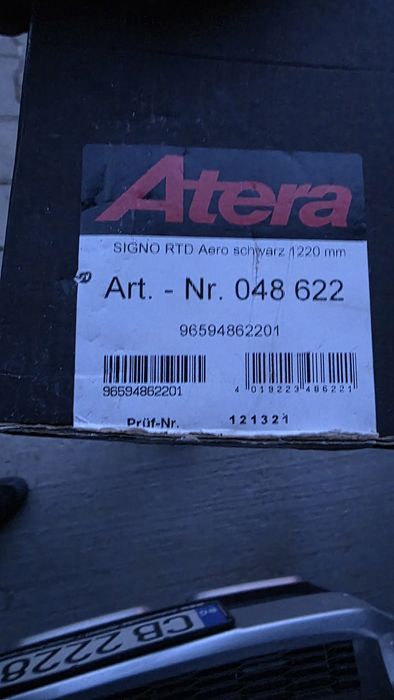 Atera
SIGNO RTD Aero schwarz 1220 mm
Art. - Nr. 048 622
96594862201
96594862201
4 019223 486221
Prüf-Nr. 121321
BG
CB 2228